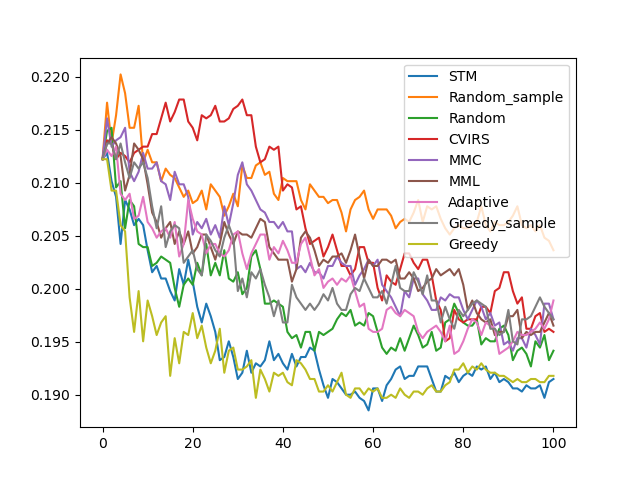 0.220
0.215
0.210
0.205
0.200
0.195
0.190
0
20
40
60
80
100
STM
Random_sample
Random
CVIRS
MMC
MML
Adaptive
Greedy_sample
Greedy